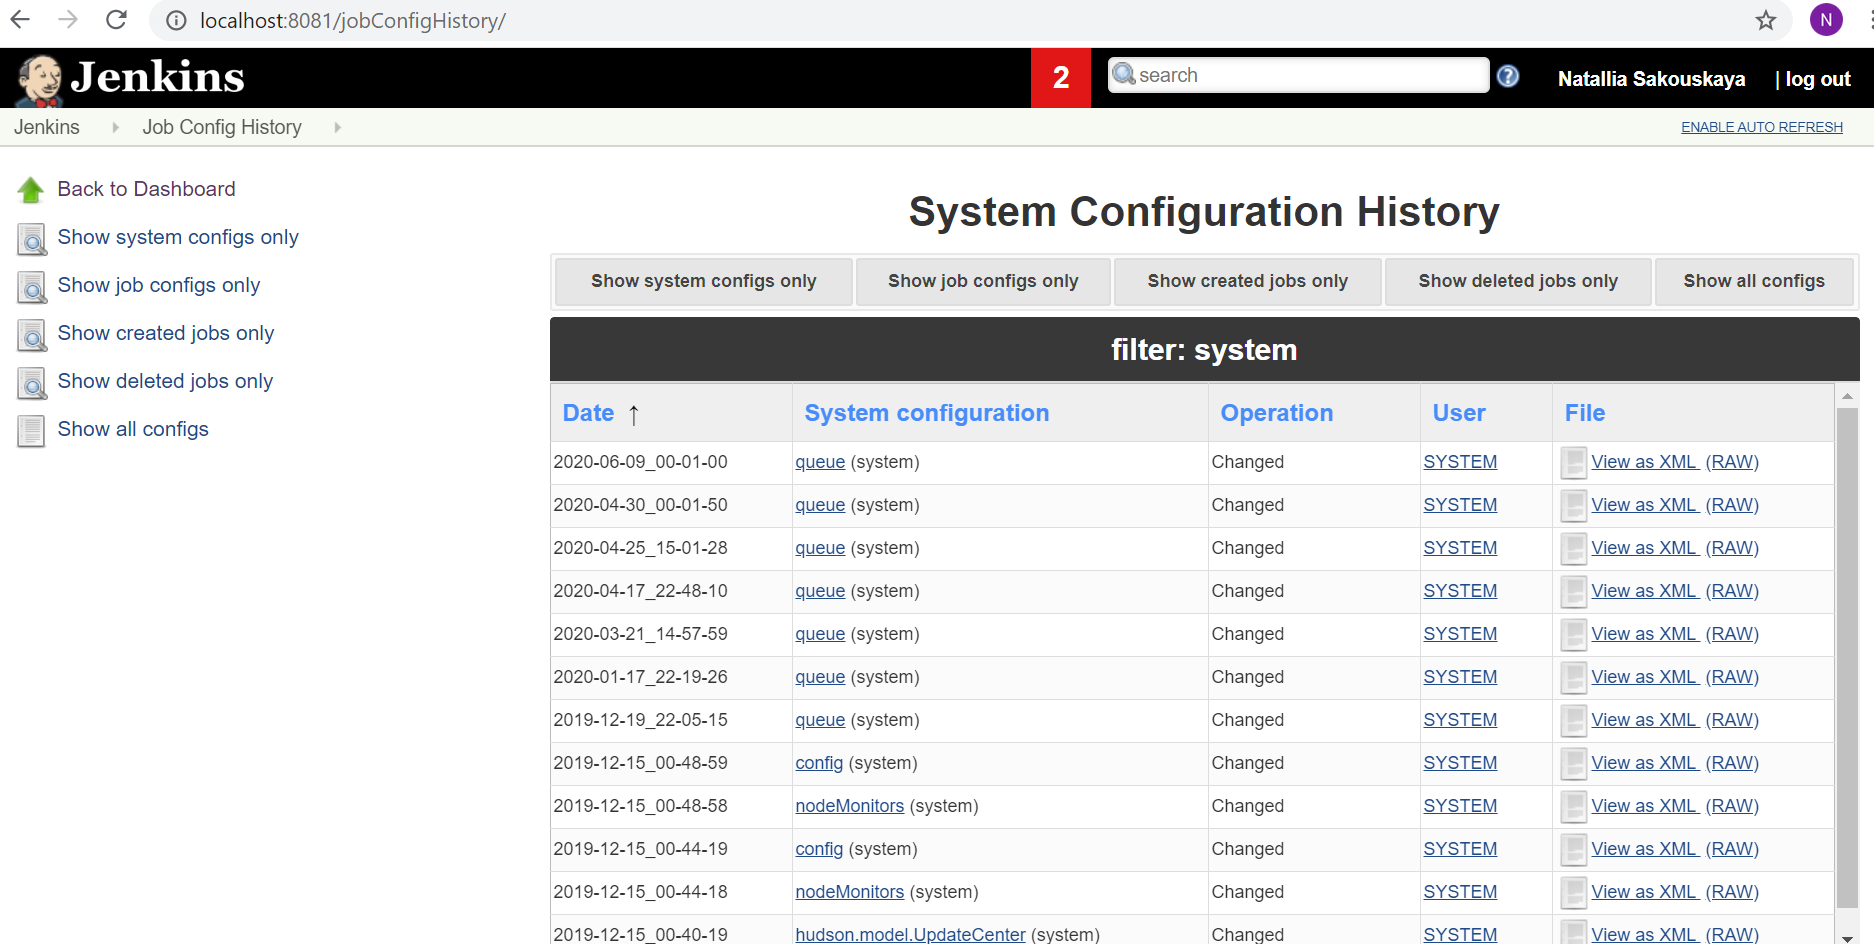 localhost:8081/jobConfigHistory/
N
Jenkins
2
search
?
Natallia Sakouskaya
| log out
Jenkins
Job Config History
ENABLE AUTO REFRESH
Back to Dashboard
Show system configs only
Show job configs only
Show created jobs only
Show deleted jobs only
Show all configs
System Configuration History
Show system configs only
Show job configs only
Show created jobs only
Show deleted jobs only
Show all configs
filter: system
Date ↑ System configuration Operation User File
2020-06-09_00-01-00 queue (system) Changed SYSTEM View as XML (RAW)
2020-04-30_00-01-50 queue (system) Changed SYSTEM View as XML (RAW)
2020-04-25_15-01-28 queue (system) Changed SYSTEM View as XML (RAW)
2020-04-17_22-48-10 queue (system) Changed SYSTEM View as XML (RAW)
2020-03-21_14-57-59 queue (system) Changed SYSTEM View as XML (RAW)
2020-01-17_22-19-26 queue (system) Changed SYSTEM View as XML (RAW)
2019-12-19_22-05-15 queue (system) Changed SYSTEM View as XML (RAW)
2019-12-15_00-48-59 config (system) Changed SYSTEM View as XML (RAW)
2019-12-15_00-48-58 nodeMonitors (system) Changed SYSTEM View as XML (RAW)
2019-12-15_00-44-19 config (system) Changed SYSTEM View as XML (RAW)
2019-12-15_00-44-18 nodeMonitors (system) Changed SYSTEM View as XML (RAW)
2019-12-15_00-40-19 hudson.model.UpdateCenter (system) Changed SYSTEM View as XML (RAW)